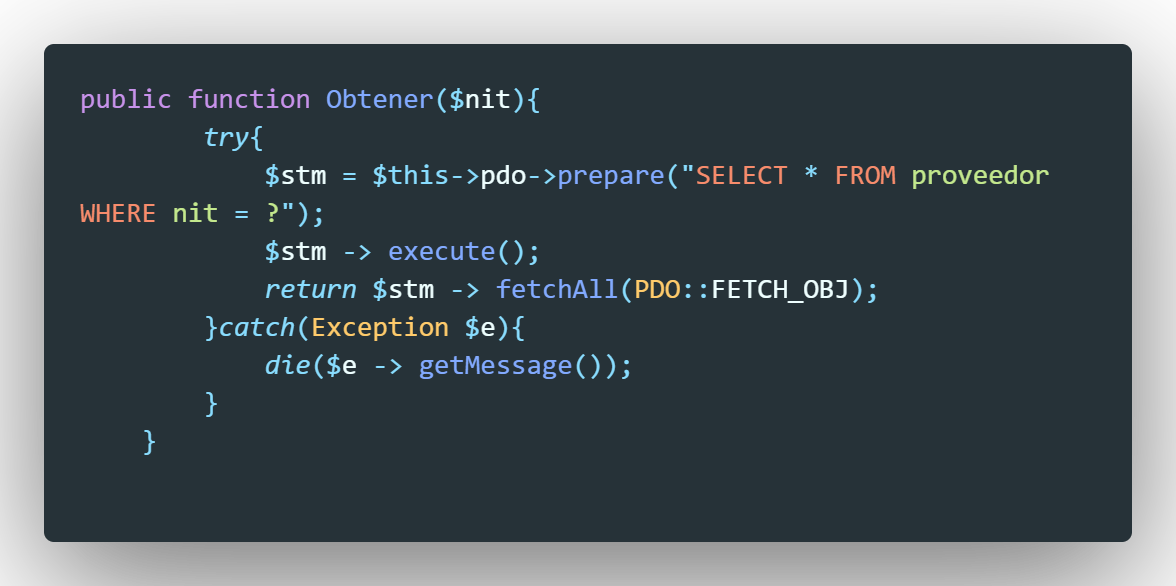 public function Obtener($nit){
        try{
            $stm = $this->pdo->prepare("SELECT * FROM proveedor
WHERE nit = ?");
            $stm -> execute();
            return $stm -> fetchAll(PDO::FETCH_OBJ);
        }catch(Exception $e){
            die($e -> getMessage());
        }
    }